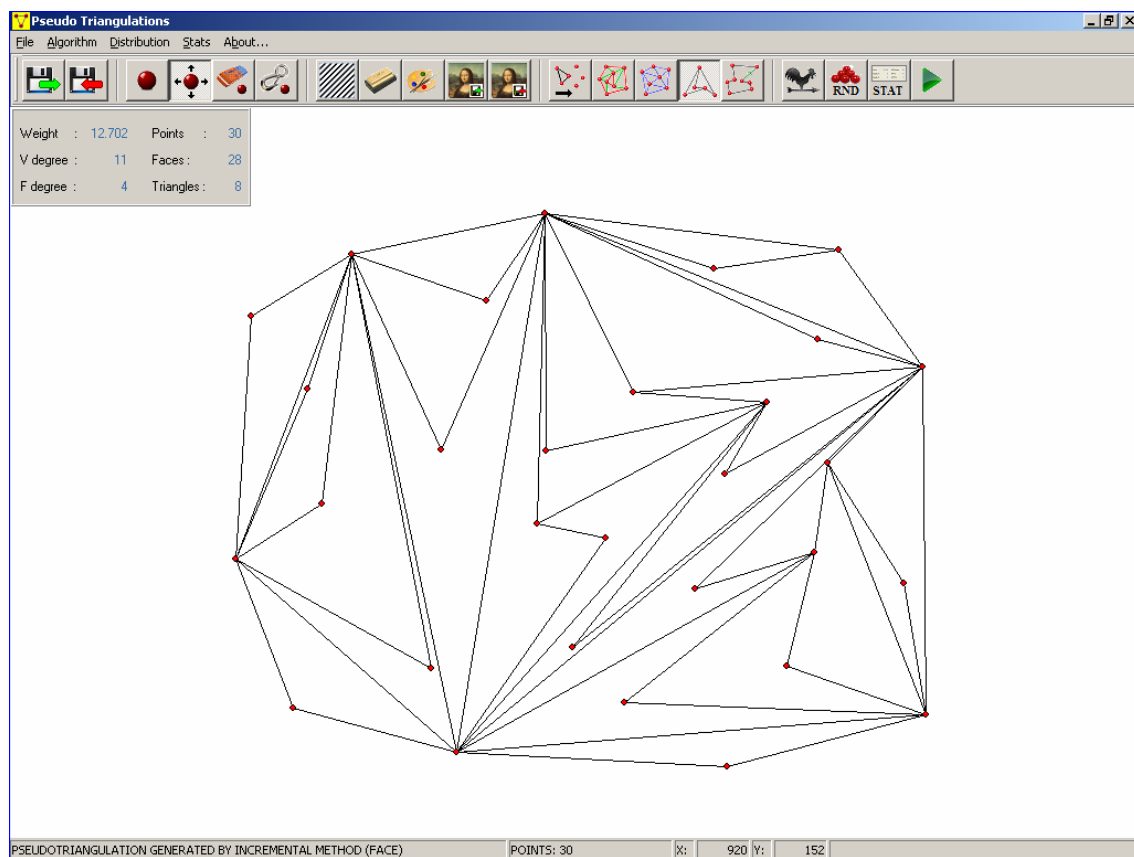 Pseudo Triangulations
File Algorithm Distribution Stats About...
RND STAT
Weight : 12.702 Points : 30
V degree : 11 Faces : 28
F degree : 4 Triangles : 8
PSEUDOTRIANGULATION GENERATED BY INCREMENTAL METHOD (FACE) POINTS: 30 X: 920 Y: 152